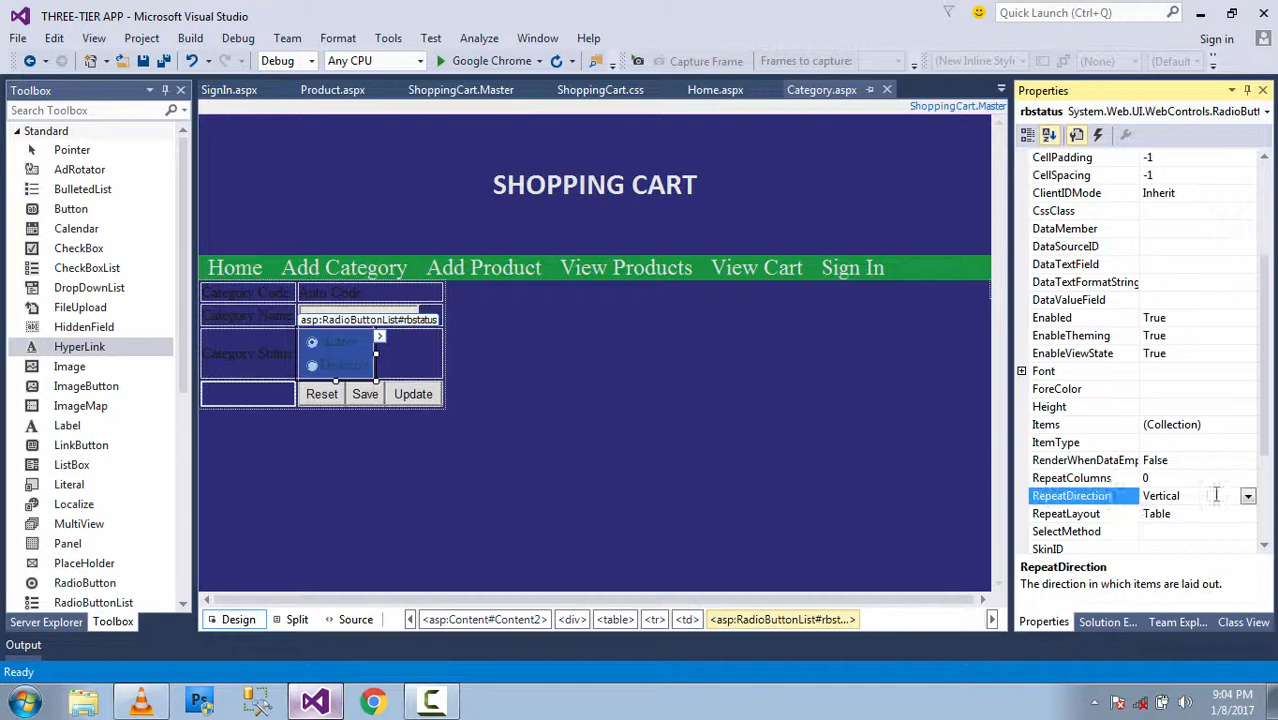 THREE-TIER APP - Microsoft Visual Studio
Quick Launch (Ctrl+Q)
File Edit View Project Build Debug Team Format Tools Test Analyze Window Help
Sign in
Debug Any CPU Google Chrome Capture Frame Frames to capture: (New Inline Style (None) (Default)
Toolbox
SignIn.aspx Product.aspx ShoppingCart.Master ShoppingCart.css Home.aspx Category.aspx
Properties
Search Toolbox
ShoppingCart.Master
rbstatus System.Web.UI.WebControls.RadioButt
Standard
Pointer
AdRotator
BulletedList
Button
Calendar
CheckBox
CheckBoxList
DropDownList
FileUpload
HiddenField
HyperLink
Image
ImageButton
ImageMap
Label
LinkButton
ListBox
Literal
Localize
MultiView
Panel
PlaceHolder
RadioButton
RadioButtonList
Server Explorer Toolbox
SHOPPING CART
Home Add Category Add Product View Products View Cart Sign In
Category Code: Auto Code
Category Name:
asp:RadioButtonList#rbstatus
Category Status:
Active
Reset Save Update
Design Split Source <asp:Content#Content2> <div> <table> <tr> <td> <asp:RadioButtonList#rbst...>
CellPadding -1
CellSpacing -1
ClientIDMode Inherit
CssClass
DataMember
DataSourceID
DataTextField
DataTextFormatString
DataValueField
Enabled True
EnableTheming True
EnableViewState True
Font
ForeColor
Height
Items (Collection)
ItemType
RenderWhenDataEmp False
RepeatColumns 0
RepeatDirection Vertical
RepeatLayout Table
SelectMethod
SkinID
RepeatDirection
The direction in which items are laid out.
Properties Solution E... Team Expl... Class View
Output
Ready
9:04 PM
1/8/2017